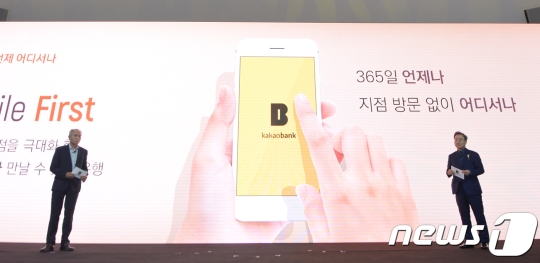 언제 어디서나
ile First
점을 극대화
만날 수
행
B
kakaobank
365일 언제나
지점 방문 없이 어디서나
news1